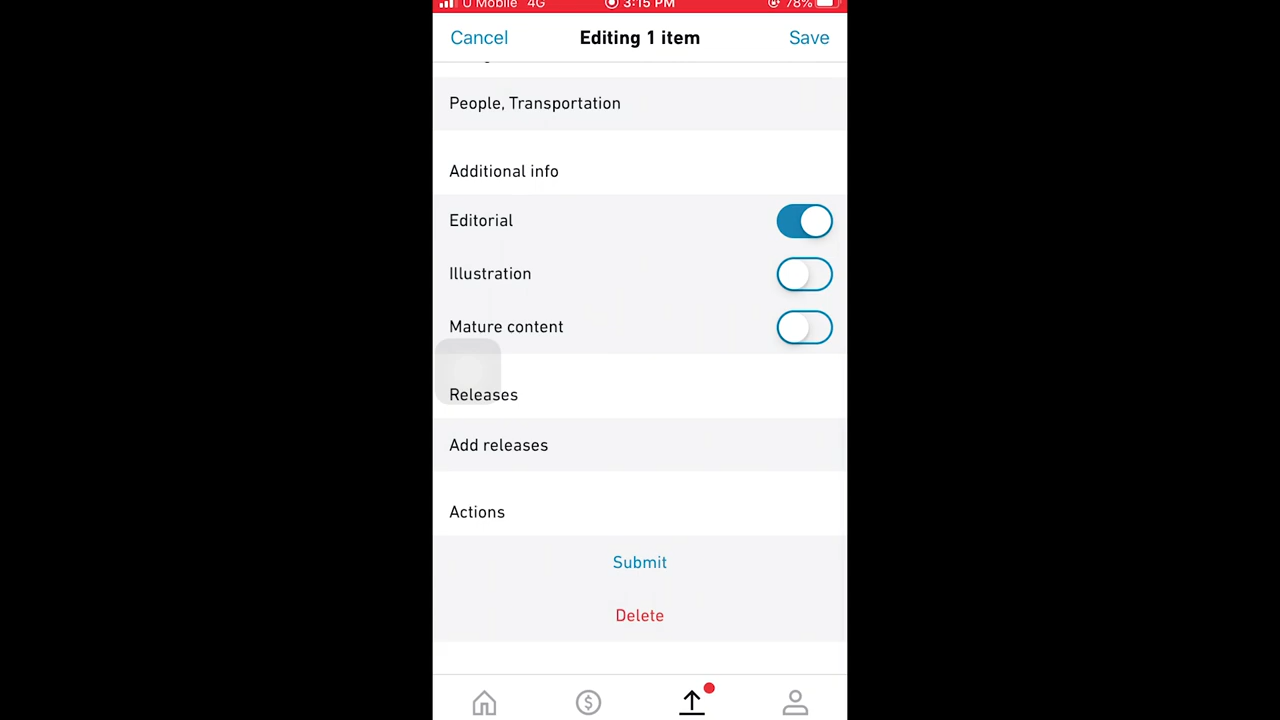 U Mobile 4G 3:15 PM 78%
Cancel Editing 1 item Save
People, Transportation
Additional info
Editorial
Illustration
Mature content
Releases
Add releases
Actions
Submit
Delete